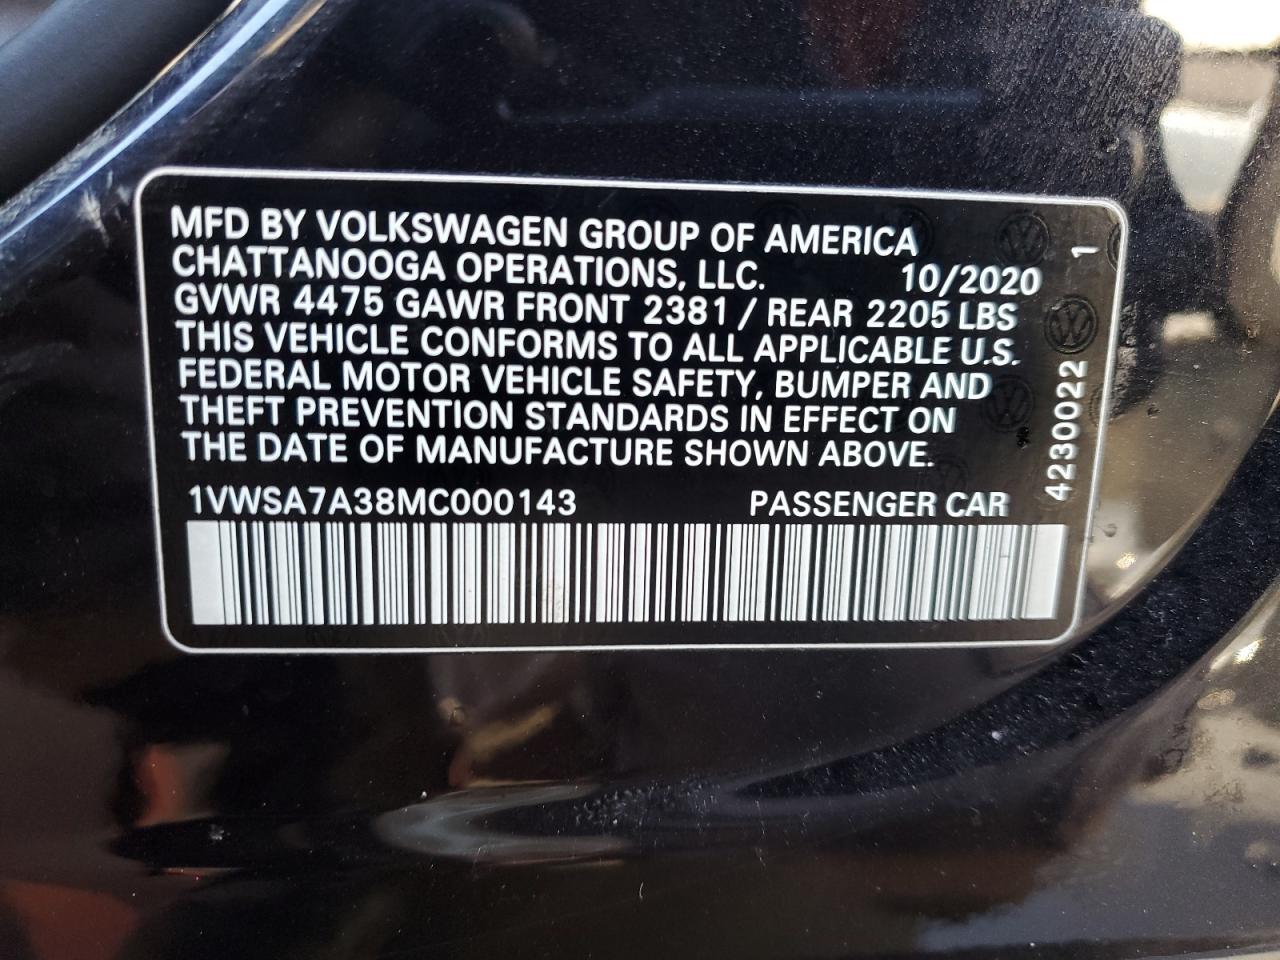 MFD BY VOLKSWAGEN GROUP OF AMERICA
CHATTANOOGA OPERATIONS, LLC. 10/2020
GVWR 4475 GAWR FRONT 2381 / REAR 2205 LBS
THIS VEHICLE CONFORMS TO ALL APPLICABLE U.S.
FEDERAL MOTOR VEHICLE SAFETY, BUMPER AND
THEFT PREVENTION STANDARDS IN EFFECT ON
THE DATE OF MANUFACTURE SHOWN ABOVE.
1VWSA7A38MC000143 PASSENGER CAR
4230022 1